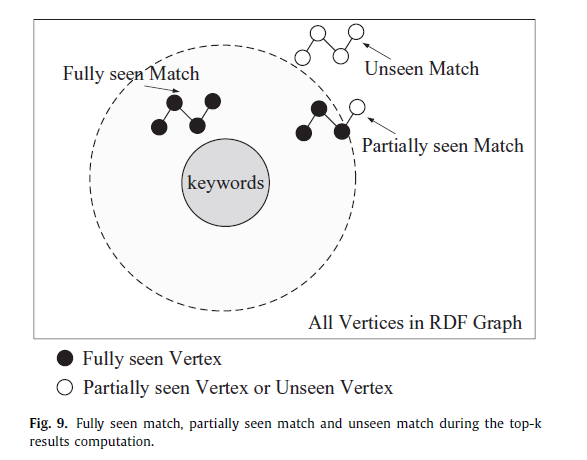 Unseen Match
Fully seen Match
Partially seen Match
keywords
All Vertices in RDF Graph
Fully seen Vertex
Partially seen Vertex or Unseen Vertex
Fig. 9. Fully seen match, partially seen match and unseen match during the top-k
results computation.